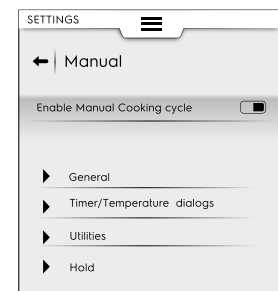 SETTINGS
Manual
Enable Manual Cooking cycle
General
Timer/Temperature dialogs
Utilities
Hold